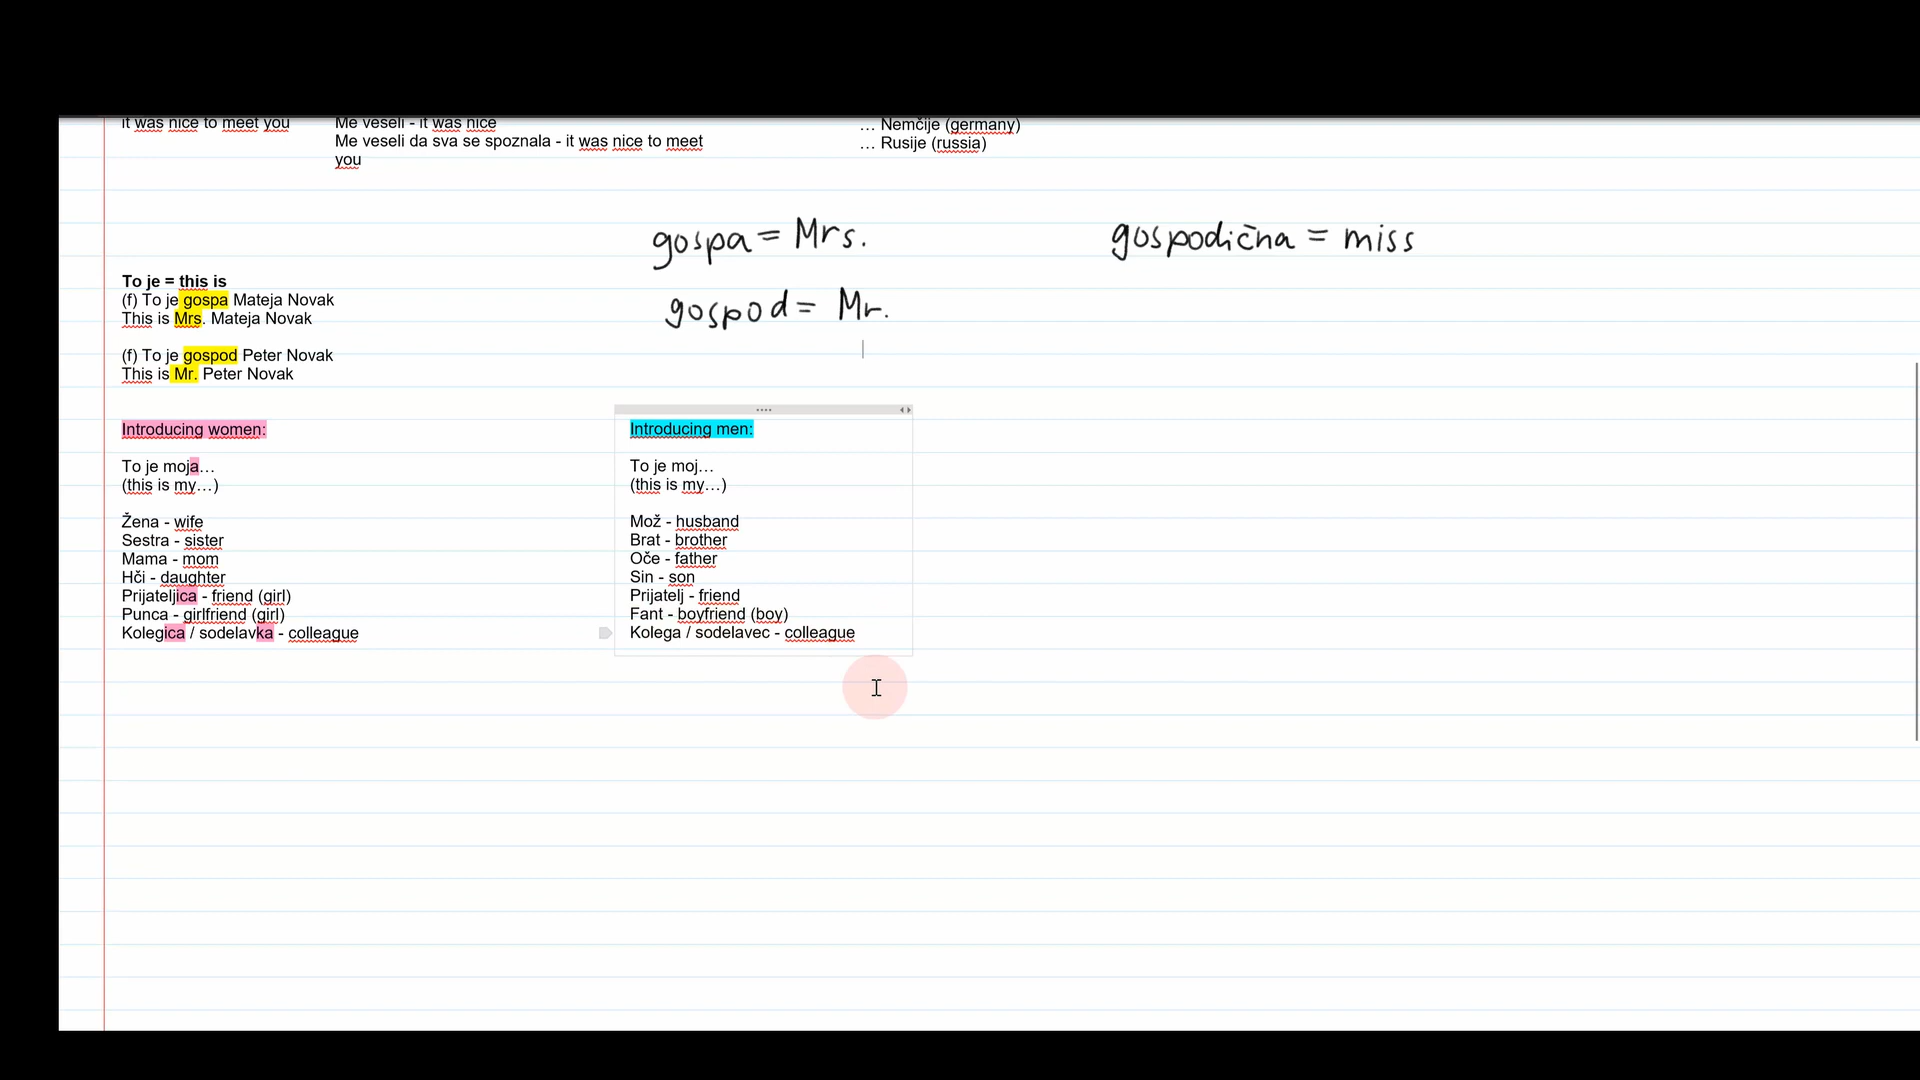 it was nice to meet you
Me veseli - it was nice
Me veseli da sva se spoznala - it was nice to meet
you
… Nemčije (germany)
… Rusije (russia)
gospa = Mrs.
gospod = Mr.
gospodična = miss
To je = this is
(f) To je gospa Mateja Novak
This is Mrs. Mateja Novak
(f) To je gospod Peter Novak
This is Mr. Peter Novak
Introducing women:
To je moja…
(this is my…)
Žena - wife
Sestra - sister
Mama - mom
Hči - daughter
Prijateljica - friend (girl)
Punca - girlfriend (girl)
Kolegica / sodelavka - colleague
Introducing men:
To je moj…
(this is my…)
Mož - husband
Brat - brother
Oče - father
Sin - son
Prijatelj - friend
Fant - boyfriend (boy)
Kolega / sodelavec - colleague